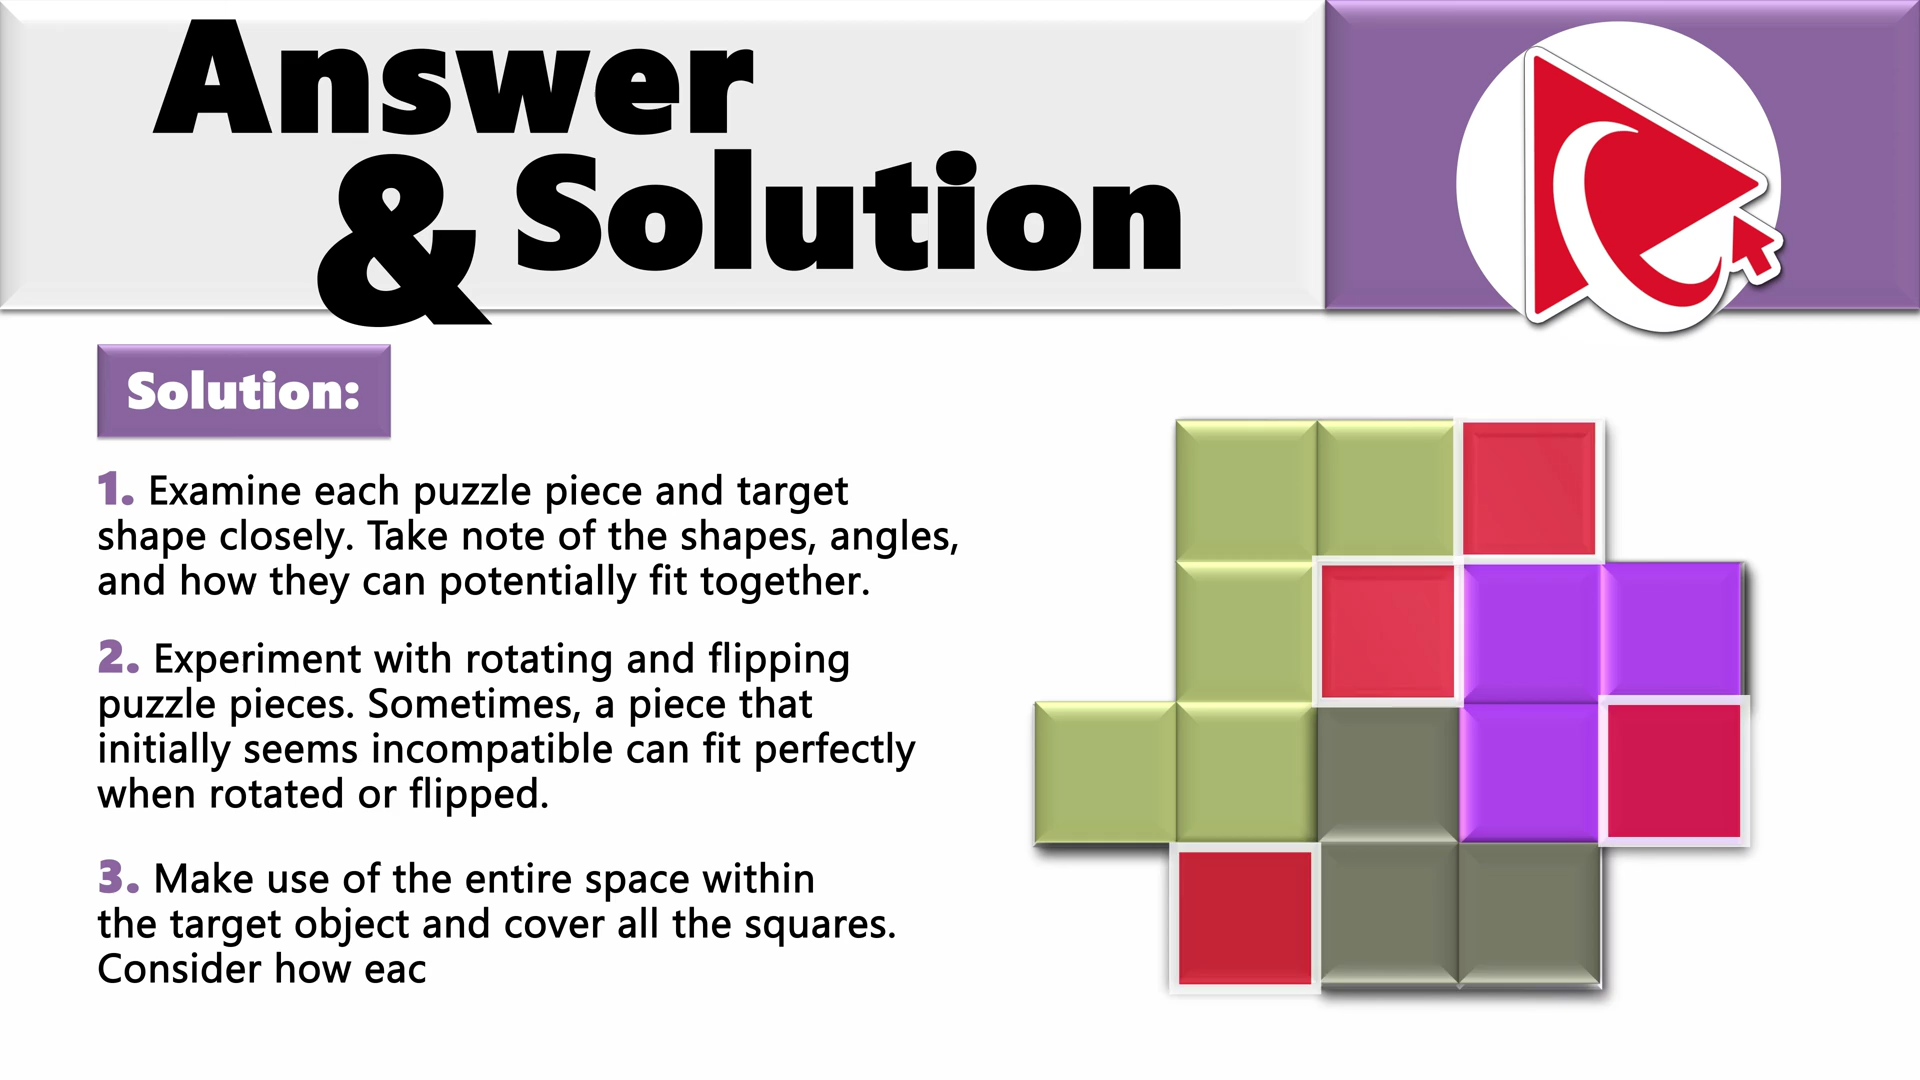 Answer
& Solution
Solution:
1. Examine each puzzle piece and target
shape closely. Take note of the shapes, angles,
and how they can potentially fit together.
2. Experiment with rotating and flipping
puzzle pieces. Sometimes, a piece that
initially seems incompatible can fit perfectly
when rotated or flipped.
3. Make use of the entire space within
the target object and cover all the squares.
Consider how eac